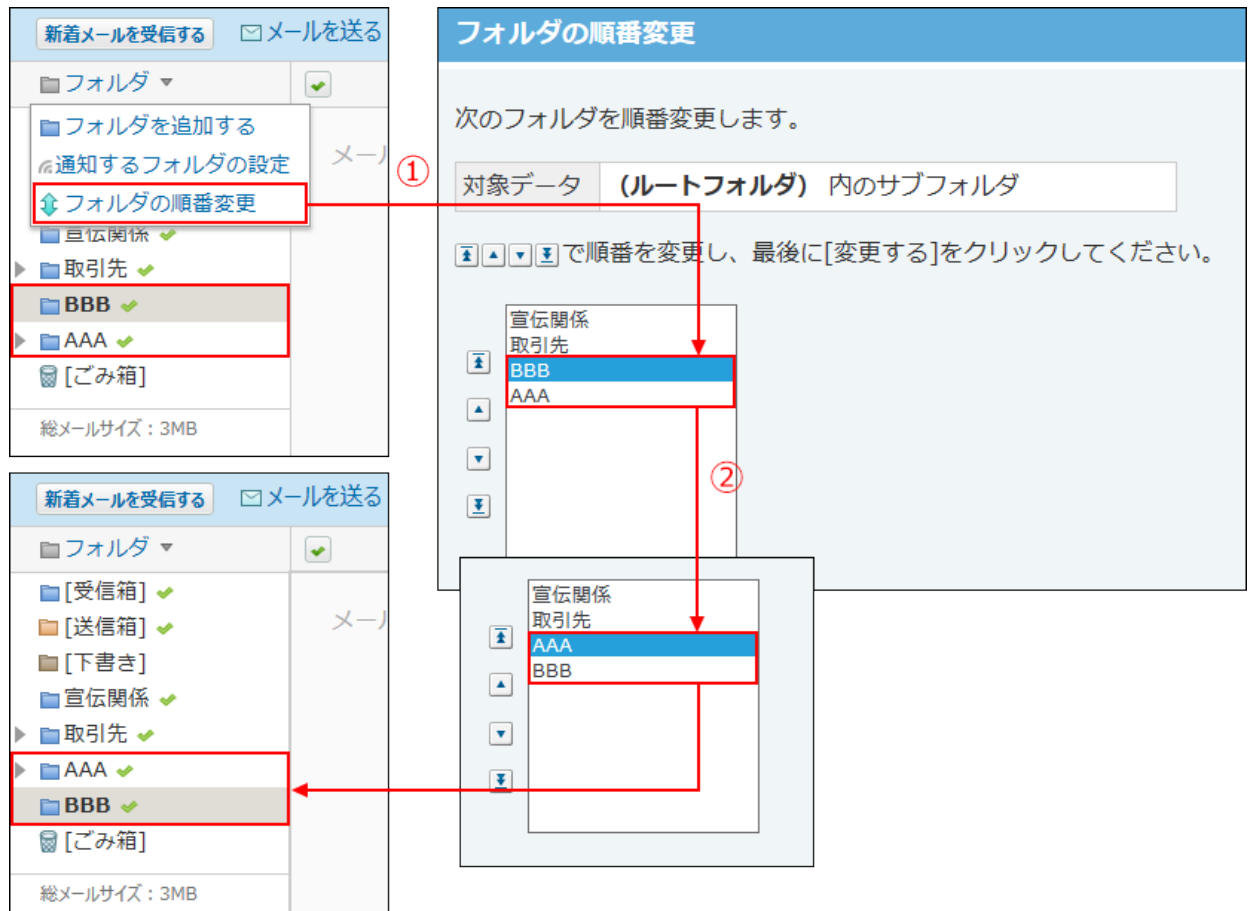 新着メールを受信する メールを送る
フォルダ
フォルダを追加する
通知するフォルダの設定
フォルダの順番変更
メール
宣伝関係
取引先
BBB
AAA
[ごみ箱]
総メールサイズ：3MB
①
フォルダの順番変更
次のフォルダを順番変更します。
対象データ (ルートフォルダ) 内のサブフォルダ
で順番を変更し、最後に[変更する]をクリックしてください。
宣伝関係
取引先
BBB
AAA
②
宣伝関係
取引先
AAA
BBB
新着メールを受信する メールを送る
フォルダ
[受信箱]
[送信箱]
メール
[下書き]
宣伝関係
取引先
AAA
BBB
[ごみ箱]
総メールサイズ：3MB